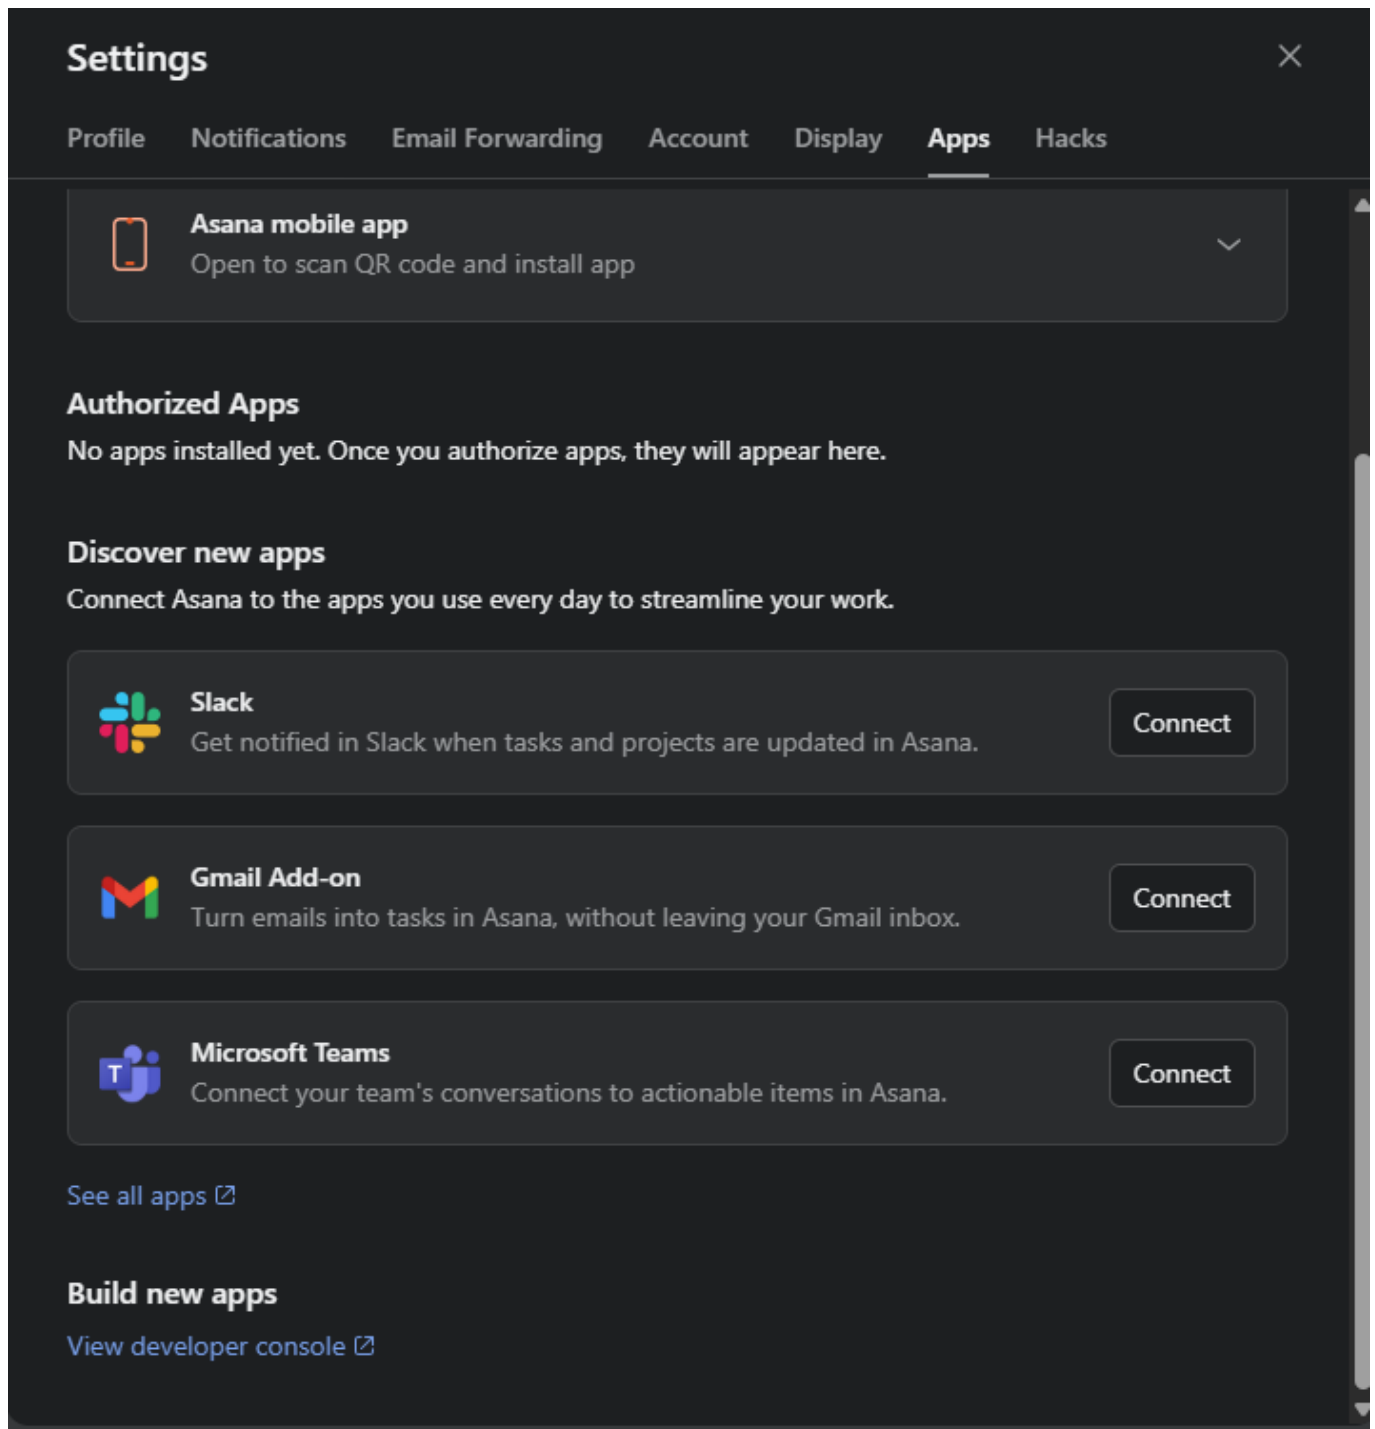 Settings
Profile Notifications Email Forwarding Account Display Apps Hacks
Asana mobile app
Open to scan QR code and install app
Authorized Apps
No apps installed yet. Once you authorize apps, they will appear here.
Discover new apps
Connect Asana to the apps you use every day to streamline your work.
Slack
Get notified in Slack when tasks and projects are updated in Asana.
Connect
Gmail Add-on
Turn emails into tasks in Asana, without leaving your Gmail inbox.
Connect
T
Microsoft Teams
Connect your team's conversations to actionable items in Asana.
Connect
See all apps
Build new apps
View developer console